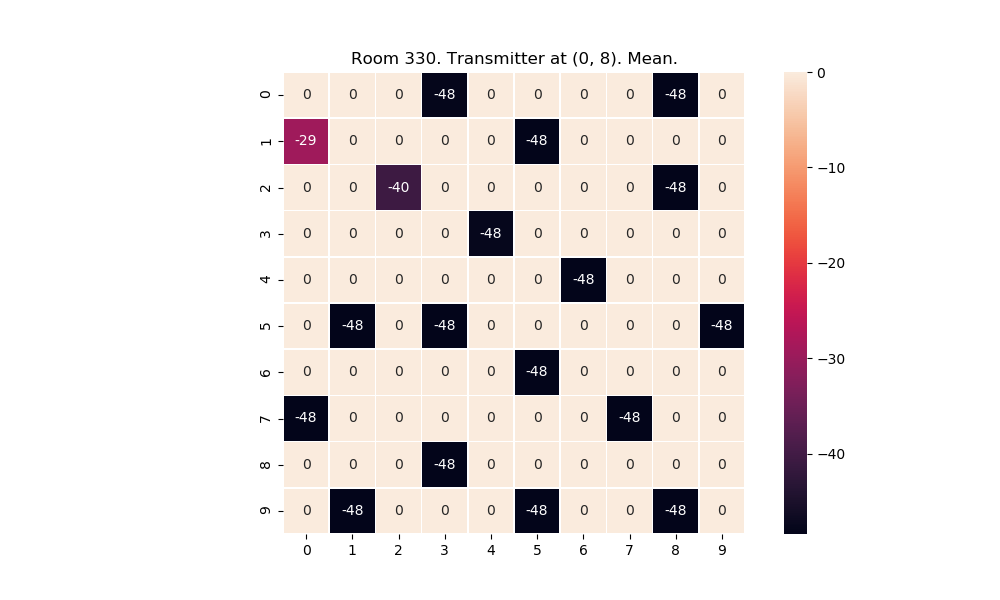 Room 330. Transmitter at (0, 8). Mean.
0 0 0 0 -48 0 0 0 0 -48 0
1 -29 0 0 0 0 -48 0 0 0 0
2 0 0 -40 0 0 0 0 0 -48 0
3 0 0 0 0 -48 0 0 0 0 0
4 0 0 0 0 0 0 -48 0 0 0
5 0 -48 0 -48 0 0 0 0 0 -48
6 0 0 0 0 0 -48 0 0 0 0
7 -48 0 0 0 0 0 0 -48 0 0
8 0 0 0 -48 0 0 0 0 0 0
9 0 -48 0 0 0 -48 0 0 -48 0
0 1 2 3 4 5 6 7 8 9
0
−10
−20
−30
−40